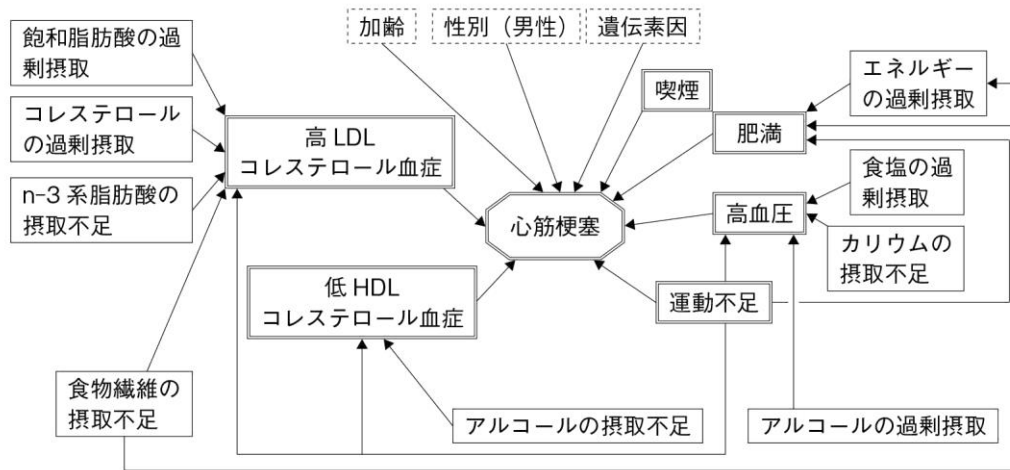 加齢
性別（男性）
遺伝素因
飽和脂肪酸の過
剰摂取
コレステロール
の過剰摂取
n-3 系脂肪酸の
摂取不足
高 LDL
コレステロール血症
喫煙
肥満
エネルギー
の過剰摂取
食塩の過
剰摂取
心筋梗塞
高血圧
カリウムの
摂取不足
低 HDL
コレステロール血症
運動不足
食物繊維の
摂取不足
アルコールの摂取不足
アルコールの過剰摂取